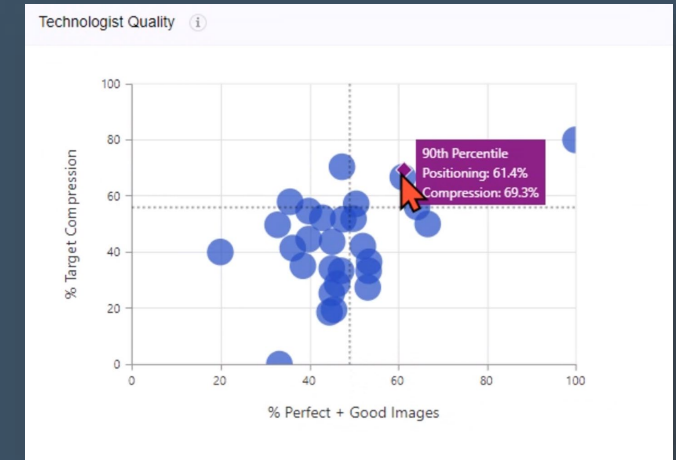 Technologist Quality i
100
80
60
40
20
0
% Target Compression
90th Percentile
Positioning: 61.4%
Compression: 69.3%
0 20 40 60 80 100
% Perfect + Good Images